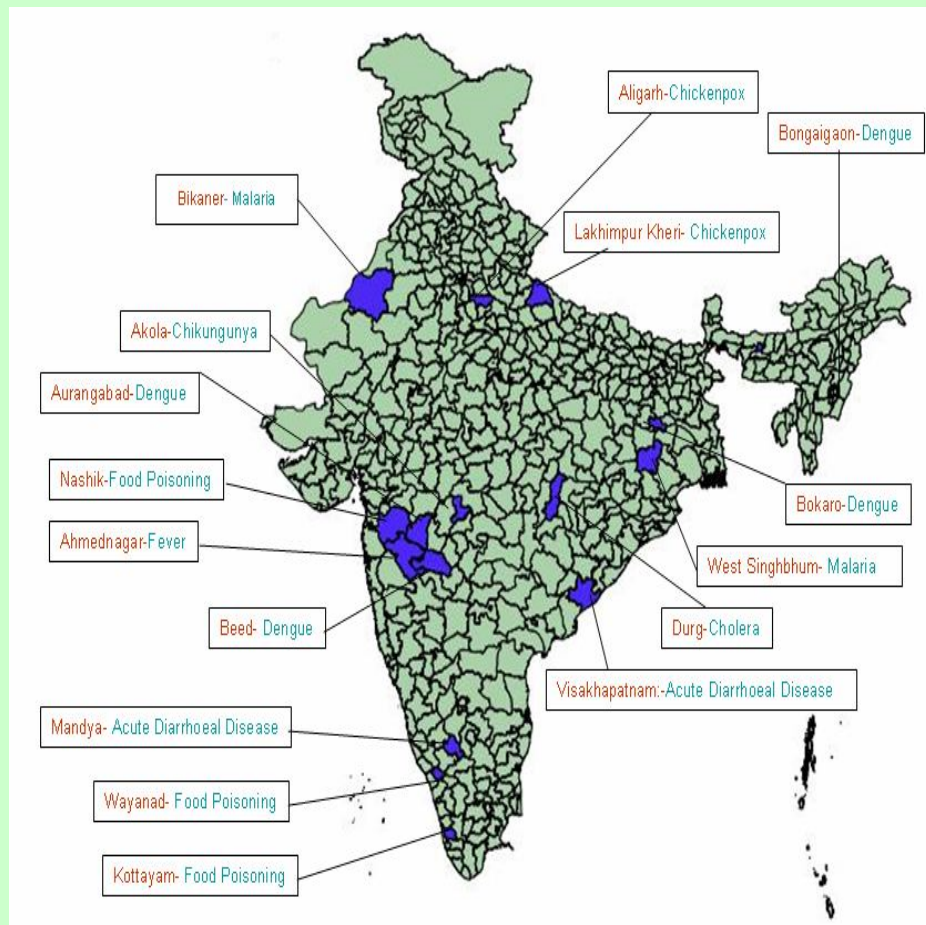 Aligarh-Chickenpox
Bongaigaon-Dengue
Bikaner- Malaria
Lakhimpur Kheri- Chickenpox
Akola-Chikungunya
Aurangabad-Dengue
Nashik-Food Poisoning
Bokaro-Dengue
Ahmednagar-Fever
West Singhbhum- Malaria
Beed- Dengue
Durg-Cholera
Visakhapatnam:-Acute Diarrhoeal Disease
Mandya- Acute Diarrhoeal Disease
Wayanad- Food Poisoning
Kottayam- Food Poisoning